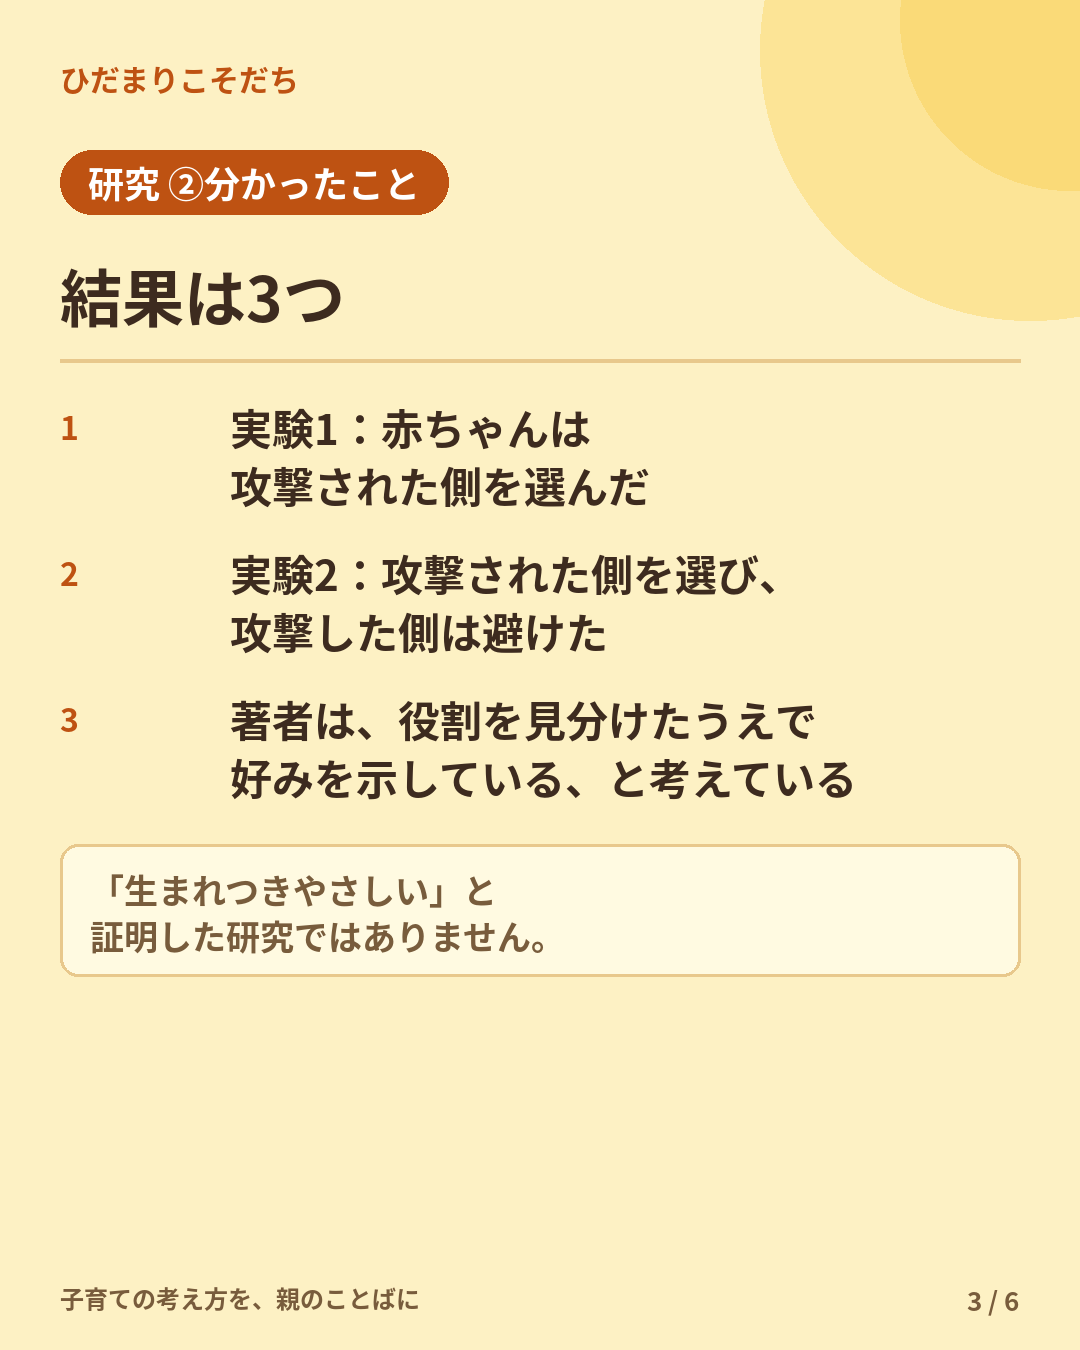 ひだまりこそだち
研究 ②分かったこと
結果は3つ
1
実験1：赤ちゃんは
攻撃された側を選んだ
2
実験2：攻撃された側を選び、
攻撃した側は避けた
3
著者は、役割を見分けたうえで
好みを示している、と考えている
「生まれつきやさしい」と
証明した研究ではありません。
子育ての考え方を、親のことばに
3 / 6